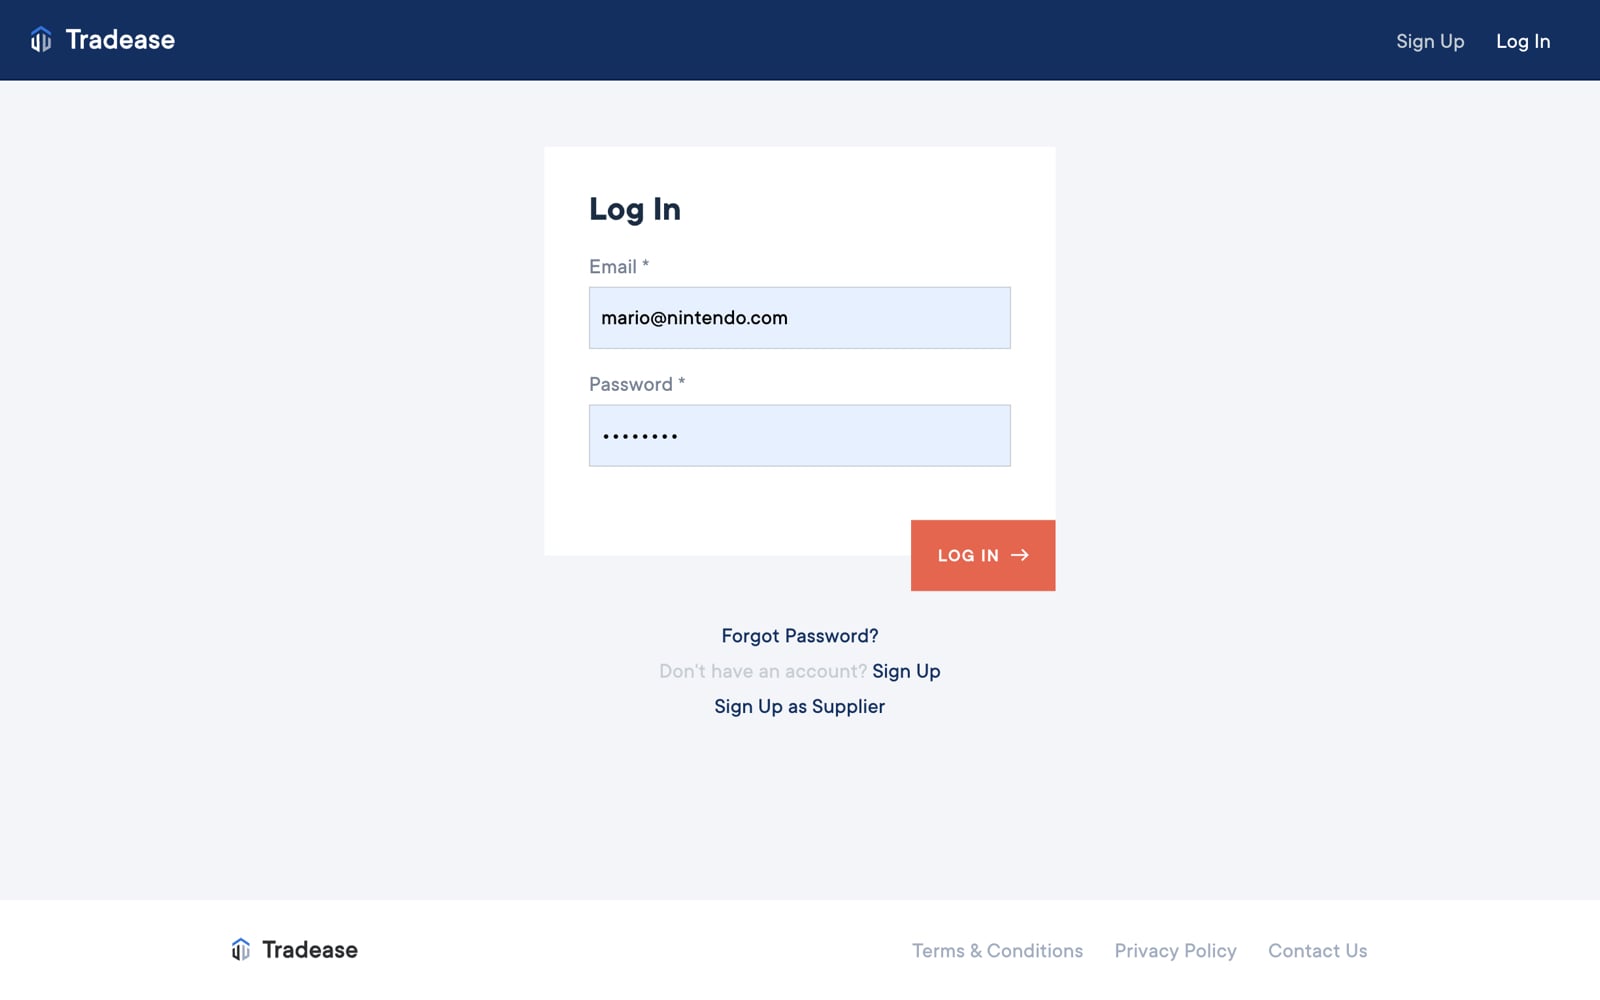 Tradease
Sign Up Log In
Log In
Email *
mario@nintendo.com
Password *
••••••••
LOG IN →
Forgot Password?
Don't have an account? Sign Up
Sign Up as Supplier
Tradease
Terms & Conditions Privacy Policy Contact Us